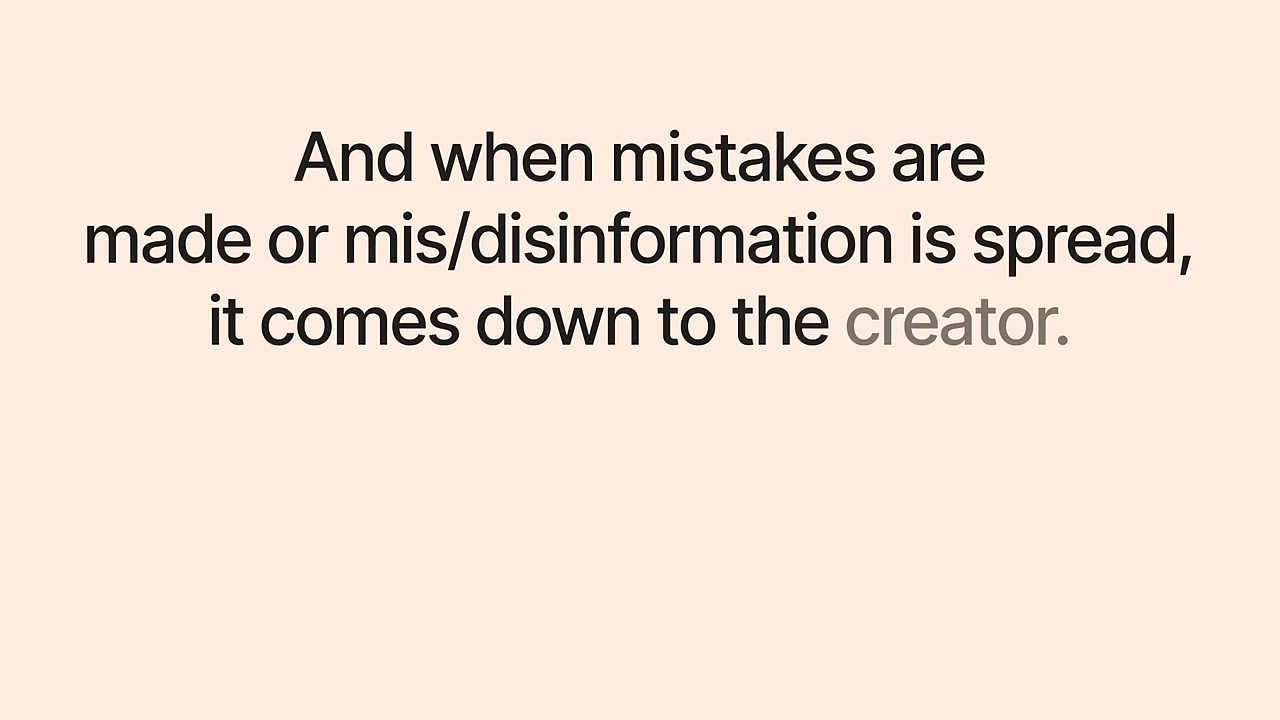 And when mistakes are
made or mis/disinformation is spread,
it comes down to the creator.